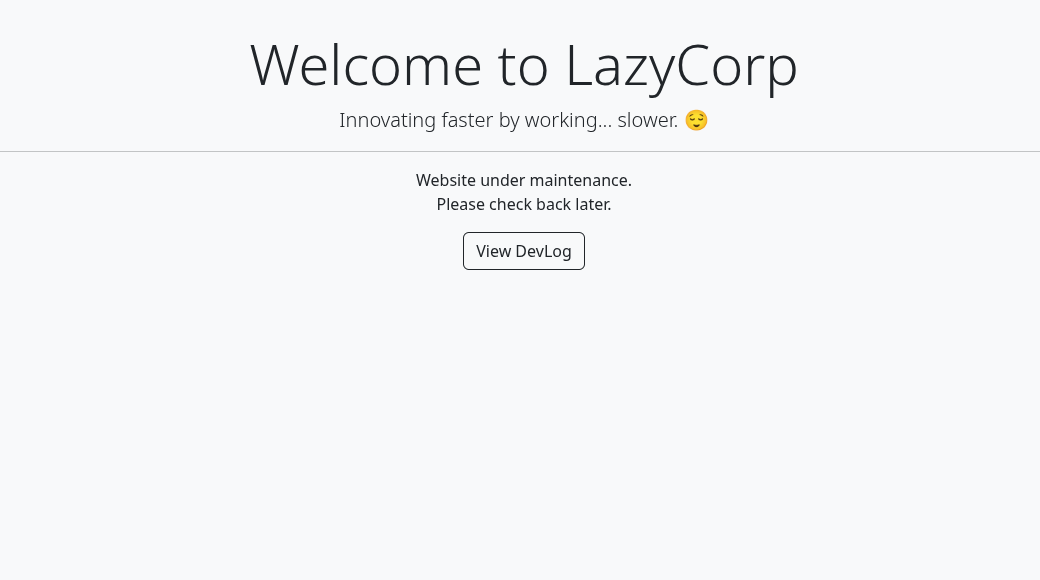 Welcome to LazyCorp
Innovating faster by working... slower. 😌
Website under maintenance.
Please check back later.
View DevLog